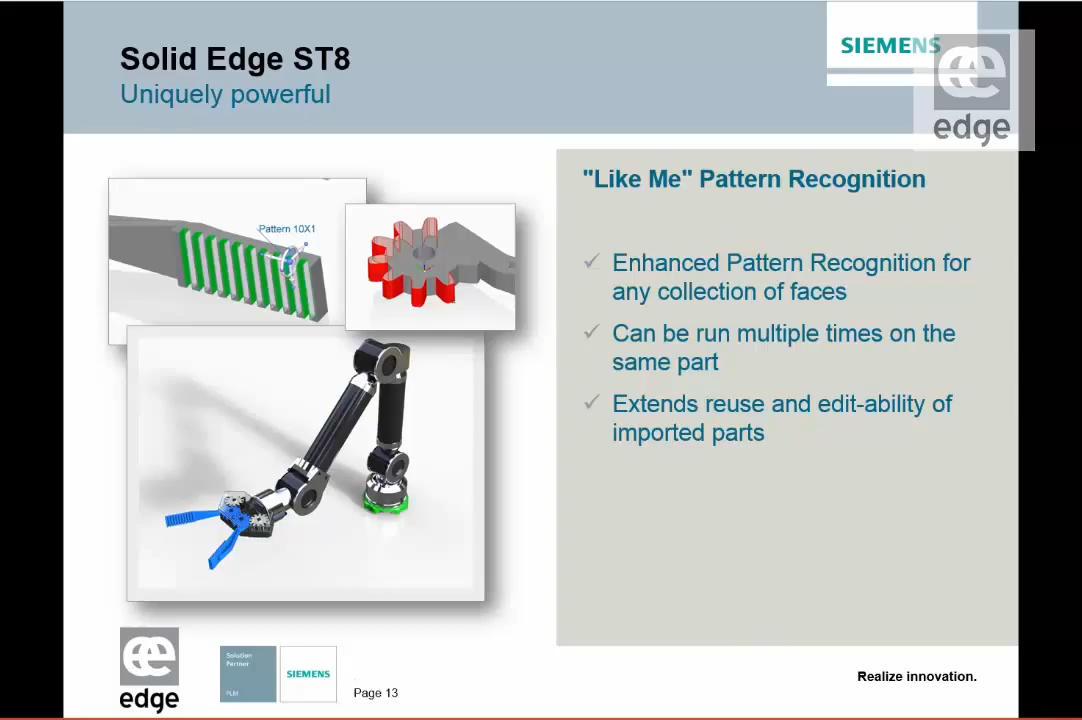 Solid Edge ST8
Uniquely powerful
SIEMENS
edge
"Like Me" Pattern Recognition
Pattern 10X1
Enhanced Pattern Recognition for
any collection of faces
Can be run multiple times on the
same part
Extends reuse and edit-ability of
imported parts
edge
Solution
Partner
PLM
SIEMENS
Page 13
Realize innovation.